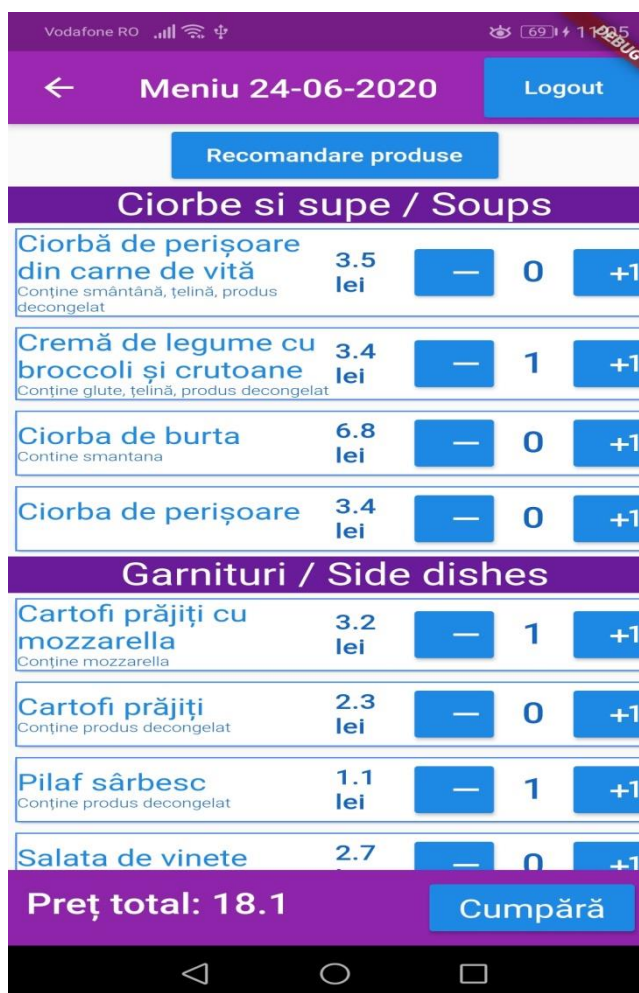 Vodafone RO 69 11:05
DEBUG
Meniu 24-06-2020 Logout
Recomandare produse
Ciorbe si supe / Soups
Ciorbă de perișoare
din carne de vită
Conține smântână, țelină, produs
decongelat
3.5
lei
— 0 +1
Cremă de legume cu
broccoli și crutoane
Conține glute, țelină, produs decongelat
3.4
lei
— 1 +1
Ciorba de burta
Contine smantana
6.8
lei
— 0 +1
Ciorba de perișoare
3.4
lei
— 0 +1
Garnituri / Side dishes
Cartofi prăjiți cu
mozzarella
Conține mozzarella
3.2
lei
— 1 +1
Cartofi prăjiți
Conține produs decongelat
2.3
lei
— 0 +1
Pilaf sârbesc
Conține produs decongelat
1.1
lei
— 1 +1
Salata de vinete
2.7
— 0 +1
Preț total: 18.1 Cumpără